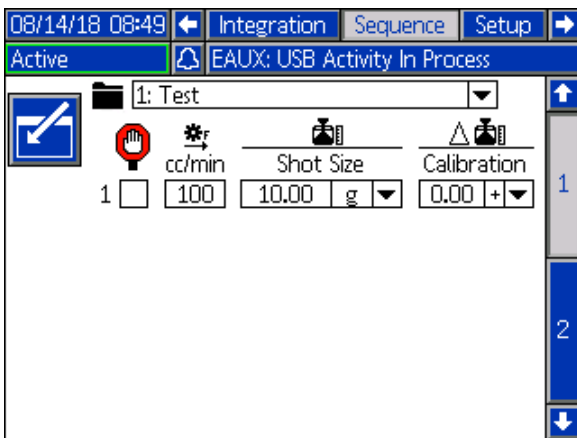 08/14/18 08:49 Integration Sequence Setup
Active EAUX: USB Activity In Process
1: Test
F
cc/min Shot Size Calibration
1 100 10.00 g 0.00 +
1
2